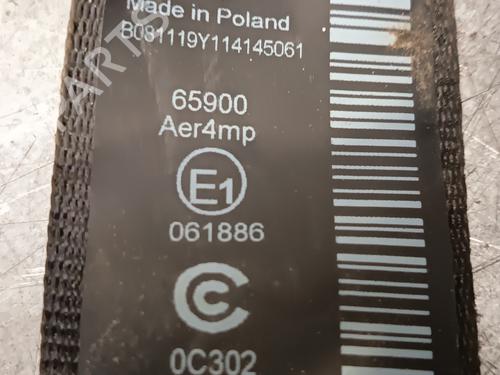 Made in Poland
B081119Y114145061
65900
Aer4mp
E1
061886
C
0C302